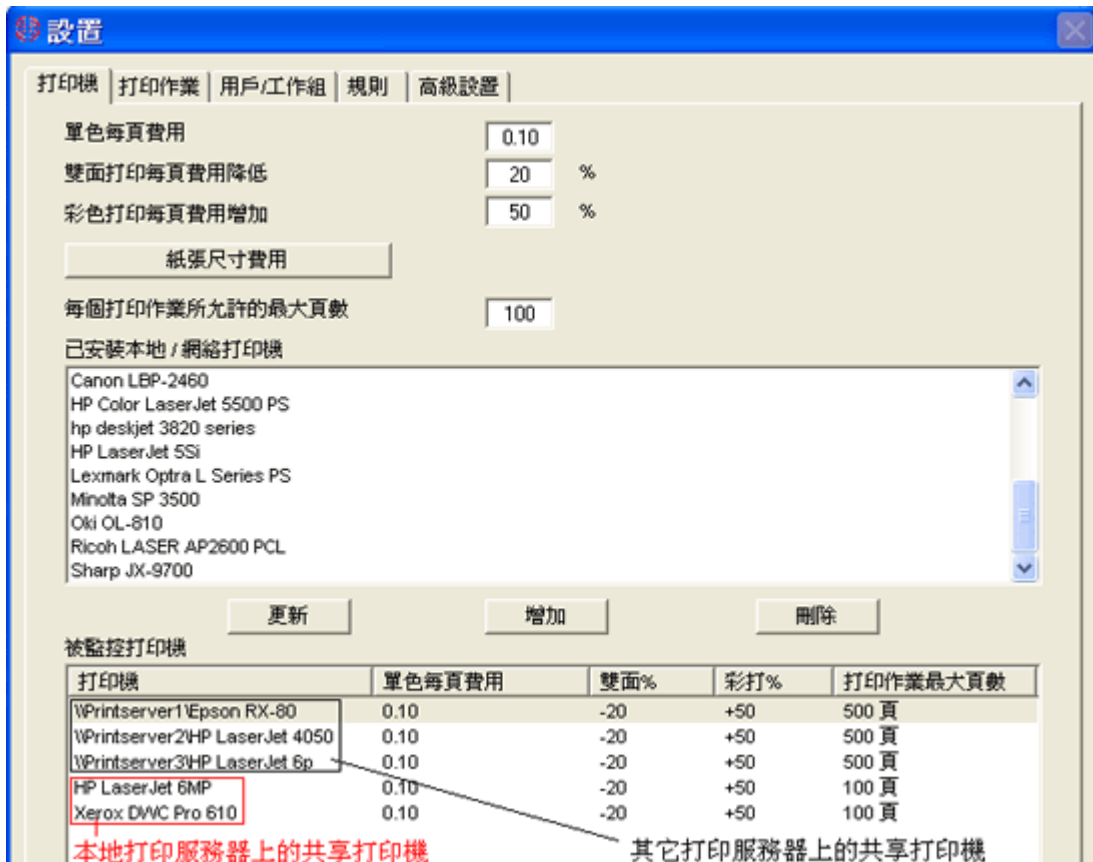 設置
打印機 打印作業 用戶/工作組 規則 高級設置
單色每頁費用 0.10
雙面打印每頁費用降低 20 %
彩色打印每頁費用增加 50 %
紙張尺寸費用
每個打印作業所允許的最大頁數 100
已安裝本地 / 網絡打印機
Canon LBP-2460
HP Color LaserJet 5500 PS
hp deskjet 3820 series
HP LaserJet 5Si
Lexmark Optra L Series PS
Minolta SP 3500
Oki OL-810
Ricoh LASER AP2600 PCL
Sharp JX-9700
更新 增加 刪除
被監控打印機
打印機 單色每頁費用 雙面% 彩打% 打印作業最大頁數
\\Printserver1\Epson RX-80 0.10 -20 +50 500 頁
\\Printserver2\HP LaserJet 4050 0.10 -20 +50 500 頁
\\Printserver3\HP LaserJet 6p 0.10 -20 +50 500 頁
HP LaserJet 6MP 0.10 -20 +50 100 頁
Xerox DWC Pro 610 0.10 -20 +50 100 頁
本地打印服務器上的共享打印機 其它打印服務器上的共享打印機